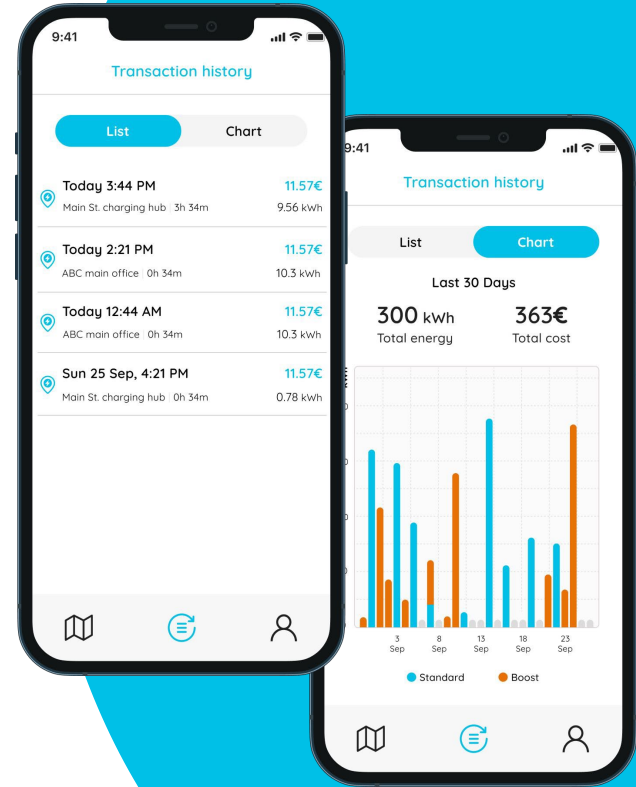 9:41
Transaction history
List Chart
Today 3:44 PM 11.57€
Main St. charging hub | 3h 34m 9.56 kWh
Today 2:21 PM 11.57€
ABC main office | 0h 34m 10.3 kWh
Today 12:44 AM 11.57€
ABC main office | 0h 34m 10.3 kWh
Sun 25 Sep, 4:21 PM 11.57€
Main St. charging hub | 0h 34m 0.78 kWh
9:41
Transaction history
List Chart
Last 30 Days
300 kWh 363€
Total energy Total cost
3 8 13 18 23
Sep Sep Sep Sep Sep
Standard Boost